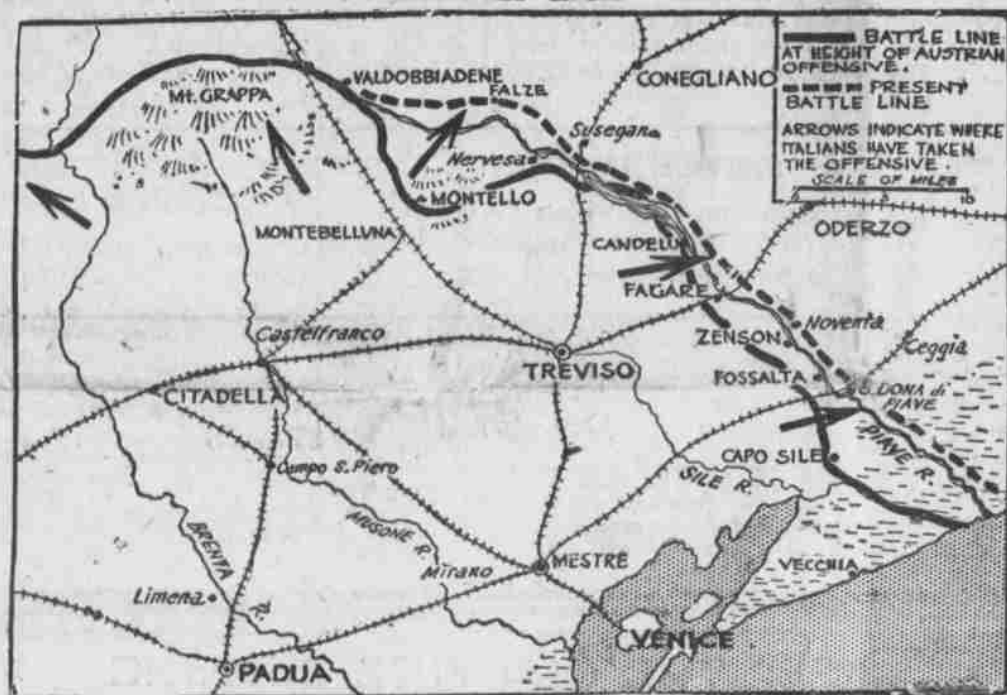 BATTLE LINE
AT HEIGHT OF AUSTRIAN
OFFENSIVE.
PRESENT
BATTLE LINE
ARROWS INDICATE WHERE
ITALIANS HAVE TAKEN
THE OFFENSIVE.
SCALE OF MILES
10
VALDOBBIADENE
FALZE
CONEGLIANO
Mt. GRAPPA
Susegana
Nervesa
MONTELLO
ODERZO
MONTEBELLUNA
CANDELU
FAGARE
Noventa
Castelfranco
ZENSON
Ceggia
TREVISO
FOSSALTA
CITADELLA
S. DONA di
PIAVE
PIAVE R.
CAPO SILE
Campo S. Piero
SILE R.
BRENTA
R.
MUSONE R.
Mirano
MESTRE
VECCHIA
Limena
VENICE
PADUA